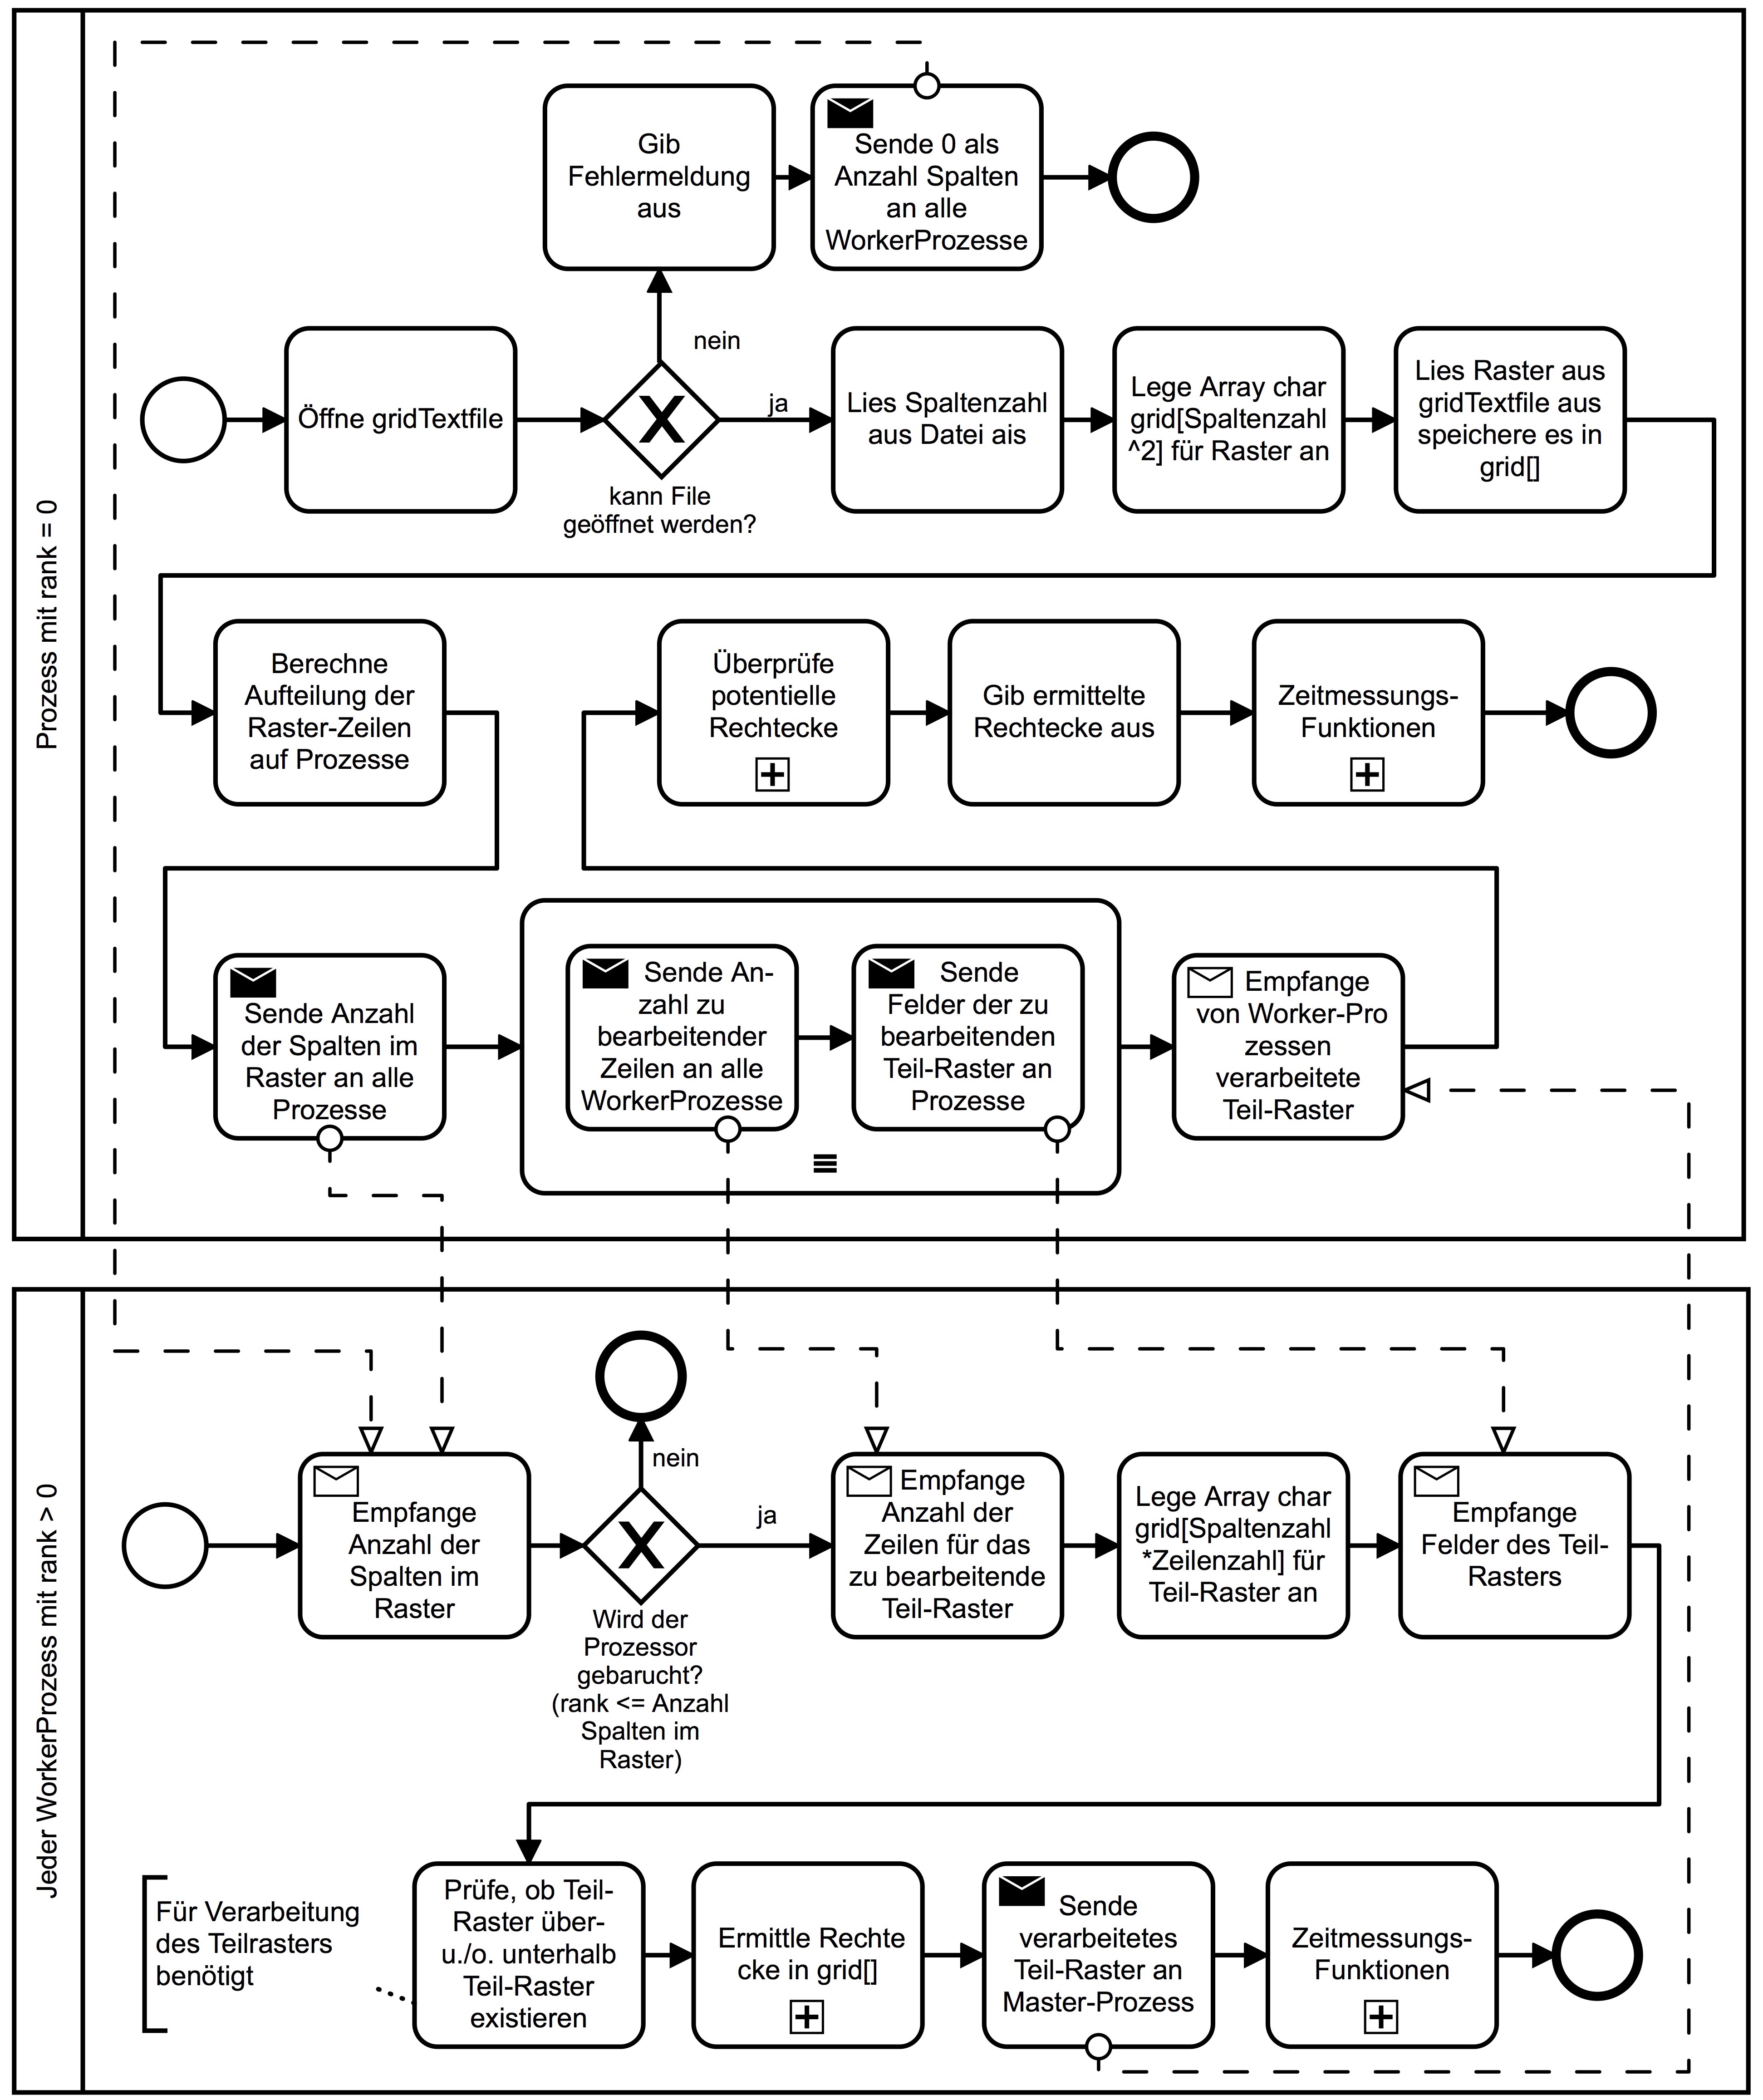 Prozess mit rank = 0
Gib
Fehlermeldung
aus
Sende 0 als
Anzahl Spalten
an alle
WorkerProzesse
nein
Öffne gridTextfile
X
kann File
geöffnet werden?
ja
Lies Spaltenzahl
aus Datei ais
Lege Array char
grid[Spaltenzahl
^2] für Raster an
Lies Raster aus
gridTextfile aus
speichere es in
grid[]
Berechne
Aufteilung der
Raster-Zeilen
auf Prozesse
Überprüfe
potentielle
Rechtecke
Gib ermittelte
Rechtecke aus
Zeitmessungs-
Funktionen
Sende Anzahl
der Spalten im
Raster an alle
Prozesse
Sende An-
zahl zu
bearbeitender
Zeilen an alle
WorkerProzesse
Sende
Felder der zu
bearbeitenden
Teil-Raster an
Prozesse
Empfange
von Worker-Pro
zessen
verarbeitete
Teil-Raster
Jeder WorkerProzess mit rank > 0
Empfange
Anzahl der
Spalten im
Raster
nein
X
Wird der
Prozessor
gebarucht?
(rank <= Anzahl
Spalten im
Raster)
ja
Empfange
Anzahl der
Zeilen für das
zu bearbeitende
Teil-Raster
Lege Array char
grid[Spaltenzahl
*Zeilenzahl] für
Teil-Raster an
Empfange
Felder des Teil-
Rasters
Für Verarbeitung
des Teilrasters
benötigt
Prüfe, ob Teil-
Raster über-
u./o. unterhalb
Teil-Raster
existieren
Ermittle Rechte
cke in grid[]
Sende
verarbeitetes
Teil-Raster an
Master-Prozess
Zeitmessungs-
Funktionen